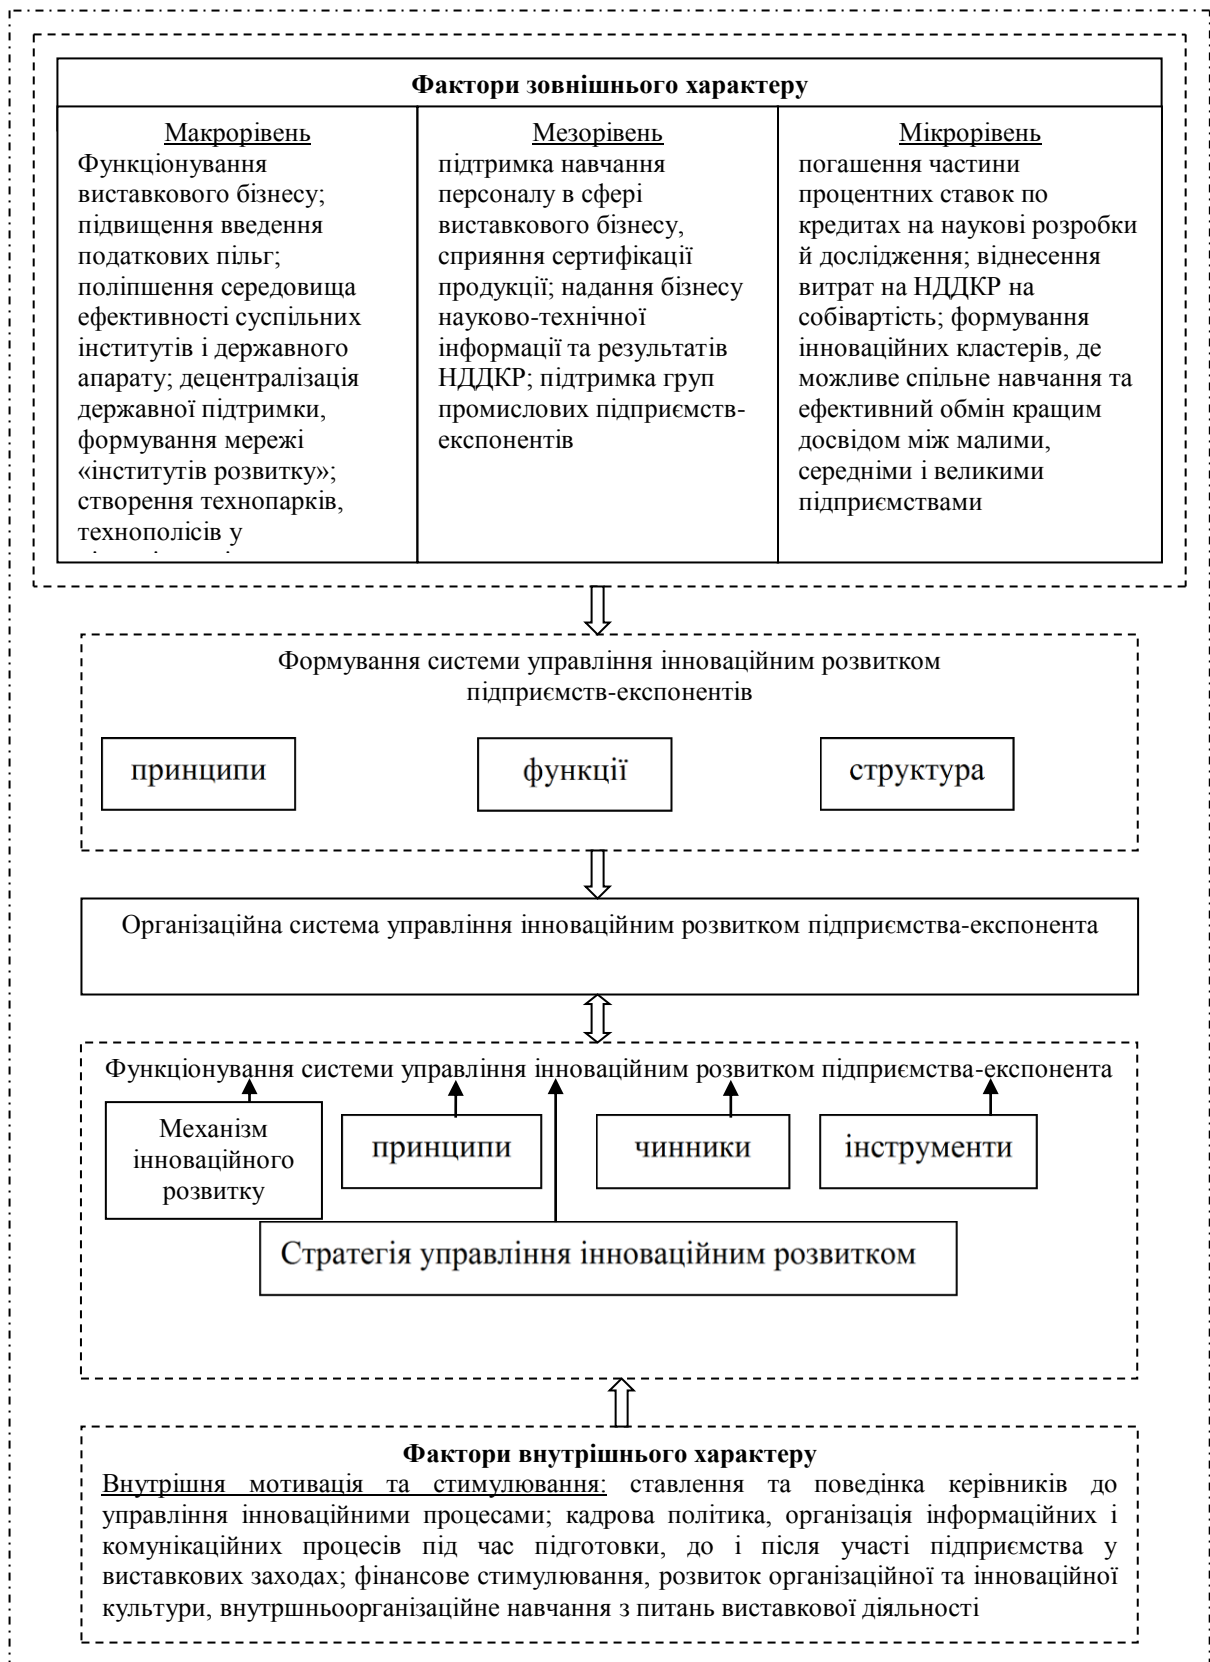 Фактори зовнішнього характеру
Макрорівень
Функціонування
виставкового бізнесу;
підвищення введення
податкових пільг;
поліпшення середовища
ефективності суспільних
інститутів і державного
апарату; децентралізація
державної підтримки,
формування мережі
«інститутів розвитку»;
створення технопарків,
технополісів у
Мезорівень
підтримка навчання
персоналу в сфері
виставкового бізнесу,
сприяння сертифікації
продукції; надання бізнесу
науково-технічної
інформації та результатів
НДДКР; підтримка груп
промислових підприємств-
експонентів
Мікрорівень
погашення частини
процентних ставок по
кредитах на наукові розробки
й дослідження; віднесення
витрат на НДДКР на
собівартість; формування
інноваційних кластерів, де
можливе спільне навчання та
ефективний обмін кращим
досвідом між малими,
середніми і великими
підприємствами
Формування системи управління інноваційним розвитком
підприємств-експонентів
принципи
функції
структура
Організаційна система управління інноваційним розвитком підприємства-експонента
Функціонування системи управління інноваційним розвитком підприємства-експонента
Механізм
інноваційного
розвитку
принципи
чинники
інструменти
Стратегія управління інноваційним розвитком
Фактори внутрішнього характеру
Внутрішня мотивація та стимулювання: ставлення та поведінка керівників до
управління інноваційними процесами; кадрова політика, організація інформаційних і
комунікаційних процесів під час підготовки, до і після участі підприємства у
виставкових заходах; фінансове стимулювання, розвиток організаційної та інноваційної
культури, внутршньоорганізаційне навчання з питань виставкової діяльності